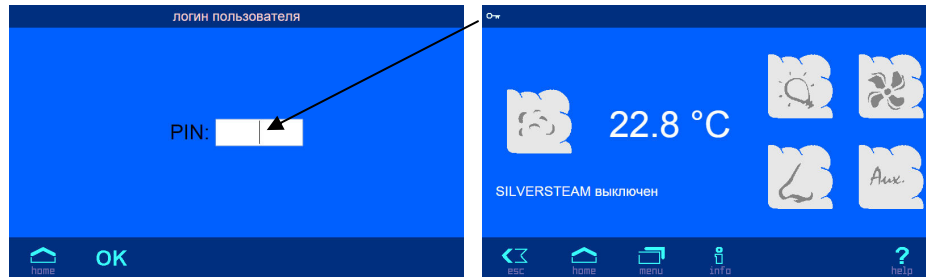 логин пользователя
PIN:
home
OK
22.8 °C
Aux.
SILVERSTEAM выключен
esc
home
menu
info
?
help